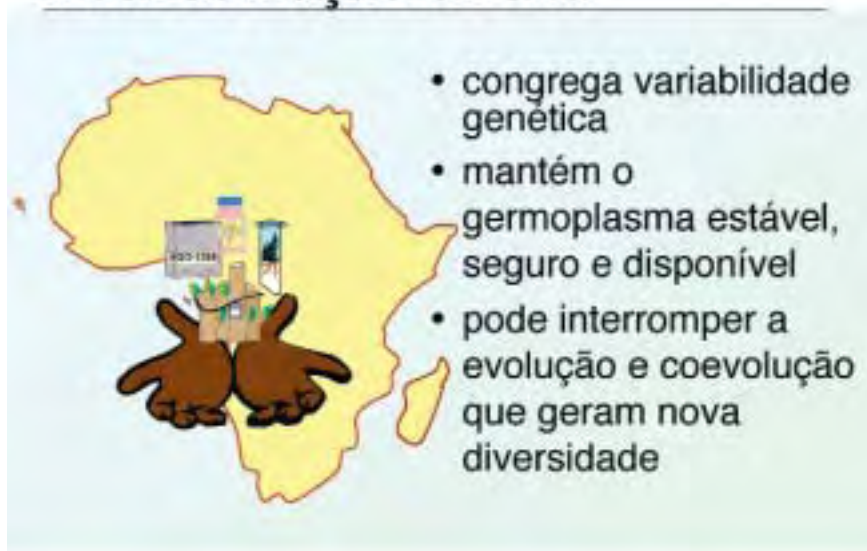 • congrega variabilidade
genética
• mantém o
germoplasma estável,
seguro e disponível
• pode interromper a
evolução e coevolução
que geram nova
diversidade